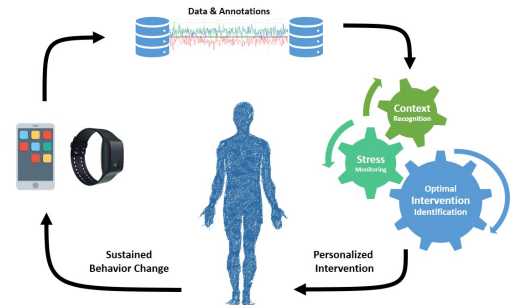 Data & Annotations
Context
Recognition
Stress
Monitoring
Optimal
Intervention
Identification
Sustained
Behavior Change
Personalized
Intervention